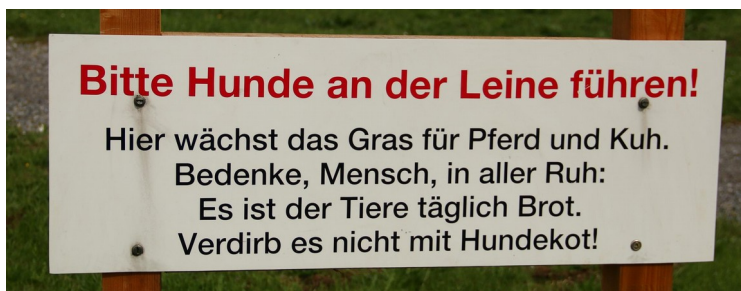 Bitte Hunde an der Leine führen!
Hier wächst das Gras für Pferd und Kuh.
Bedenke, Mensch, in aller Ruh:
Es ist der Tiere täglich Brot.
Verdirb es nicht mit Hundekot!